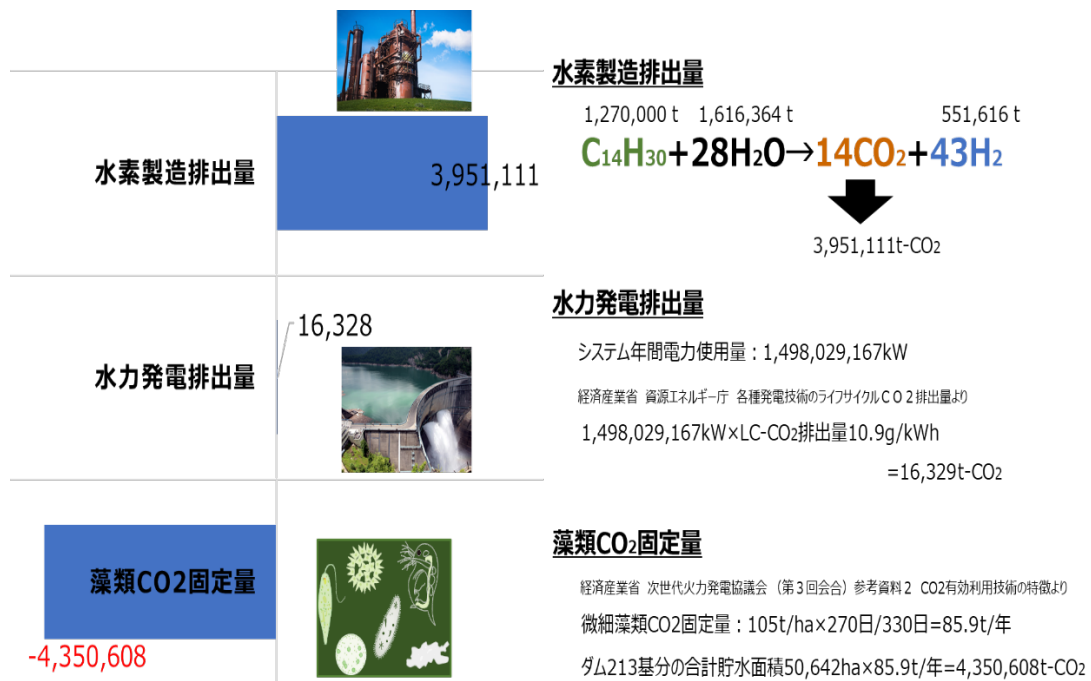 水素製造排出量
3,951,111
水力発電排出量
16,328
藻類CO2固定量
-4,350,608
水素製造排出量
1,270,000 t 1,616,364 t 551,616 t
C₁₄H₃₀+28H₂O→14CO₂+43H₂
3,951,111t-CO₂
水力発電排出量
システム年間電力使用量：1,498,029,167kW
経済産業省 資源エネルギー庁 各種発電技術のライフサイクルＣＯ２排出量より
1,498,029,167kW×LC-CO₂排出量10.9g/kWh
=16,329t-CO₂
藻類CO₂固定量
経済産業省 次世代火力発電協議会（第３回会合）参考資料２ CO2有効利用技術の特徴より
微細藻類CO2固定量：105t/ha×270日/330日=85.9t/年
ダム213基分の合計貯水面積50,642ha×85.9t/年=4,350,608t-CO₂